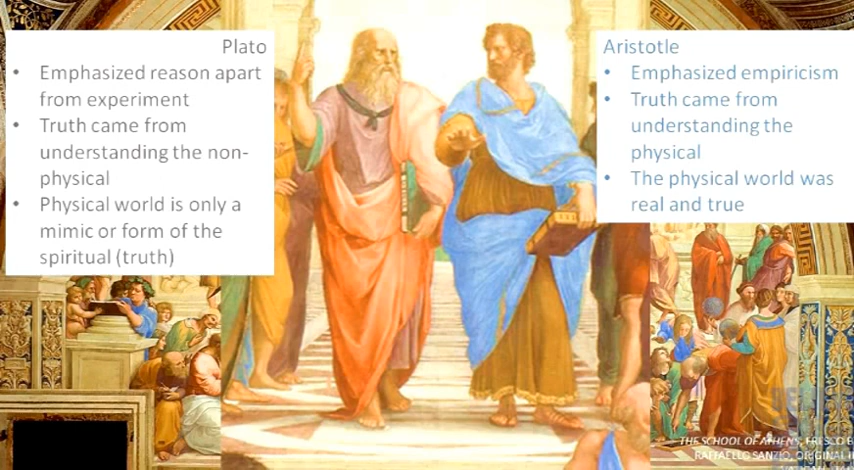 Plato
• Emphasized reason apart
from experiment
• Truth came from
understanding the non-
physical
• Physical world is only a
mimic or form of the
spiritual (truth)
Aristotle
• Emphasized empiricism
• Truth came from
understanding the
physical
• The physical world was
real and true
THE SCHOOL OF ATHENS, FRESCO
RAFFAELLO SANZIO, ORIGINAL